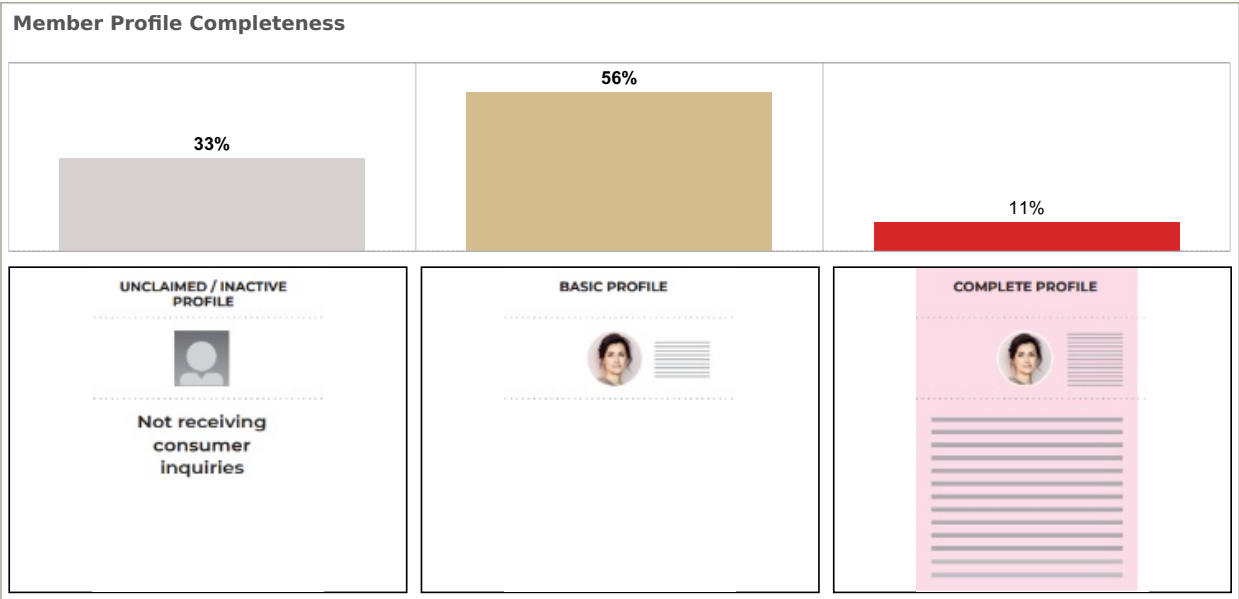 Member Profile Completeness
33%
56%
11%
UNCLAIMED / INACTIVE
PROFILE
Not receiving
consumer
inquiries
BASIC PROFILE
COMPLETE PROFILE